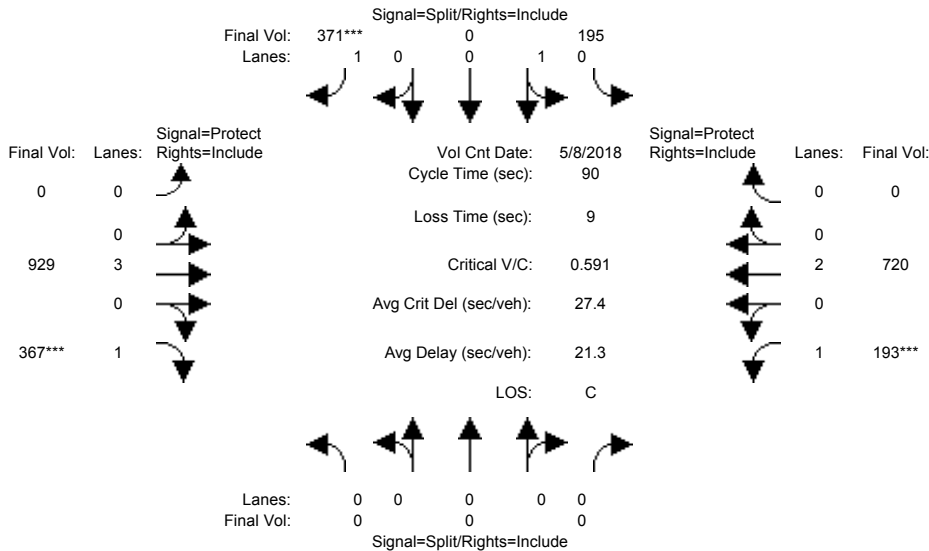 Signal=Split/Rights=Include
Final Vol: 371*** 0 195
Lanes: 1 0 0 1 0
Signal=Protect Signal=Protect
Final Vol: Lanes: Rights=Include Vol Cnt Date: 5/8/2018 Rights=Include Lanes: Final Vol:
Cycle Time (sec): 90
0 0 0 0
Loss Time (sec): 9
0 0
929 3 Critical V/C: 0.591 2 720
0 Avg Crit Del (sec/veh): 27.4 0
367*** 1 Avg Delay (sec/veh): 21.3 1 193***
LOS: C
Lanes: 0 0 0 0 0
Final Vol: 0 0 0
Signal=Split/Rights=Include